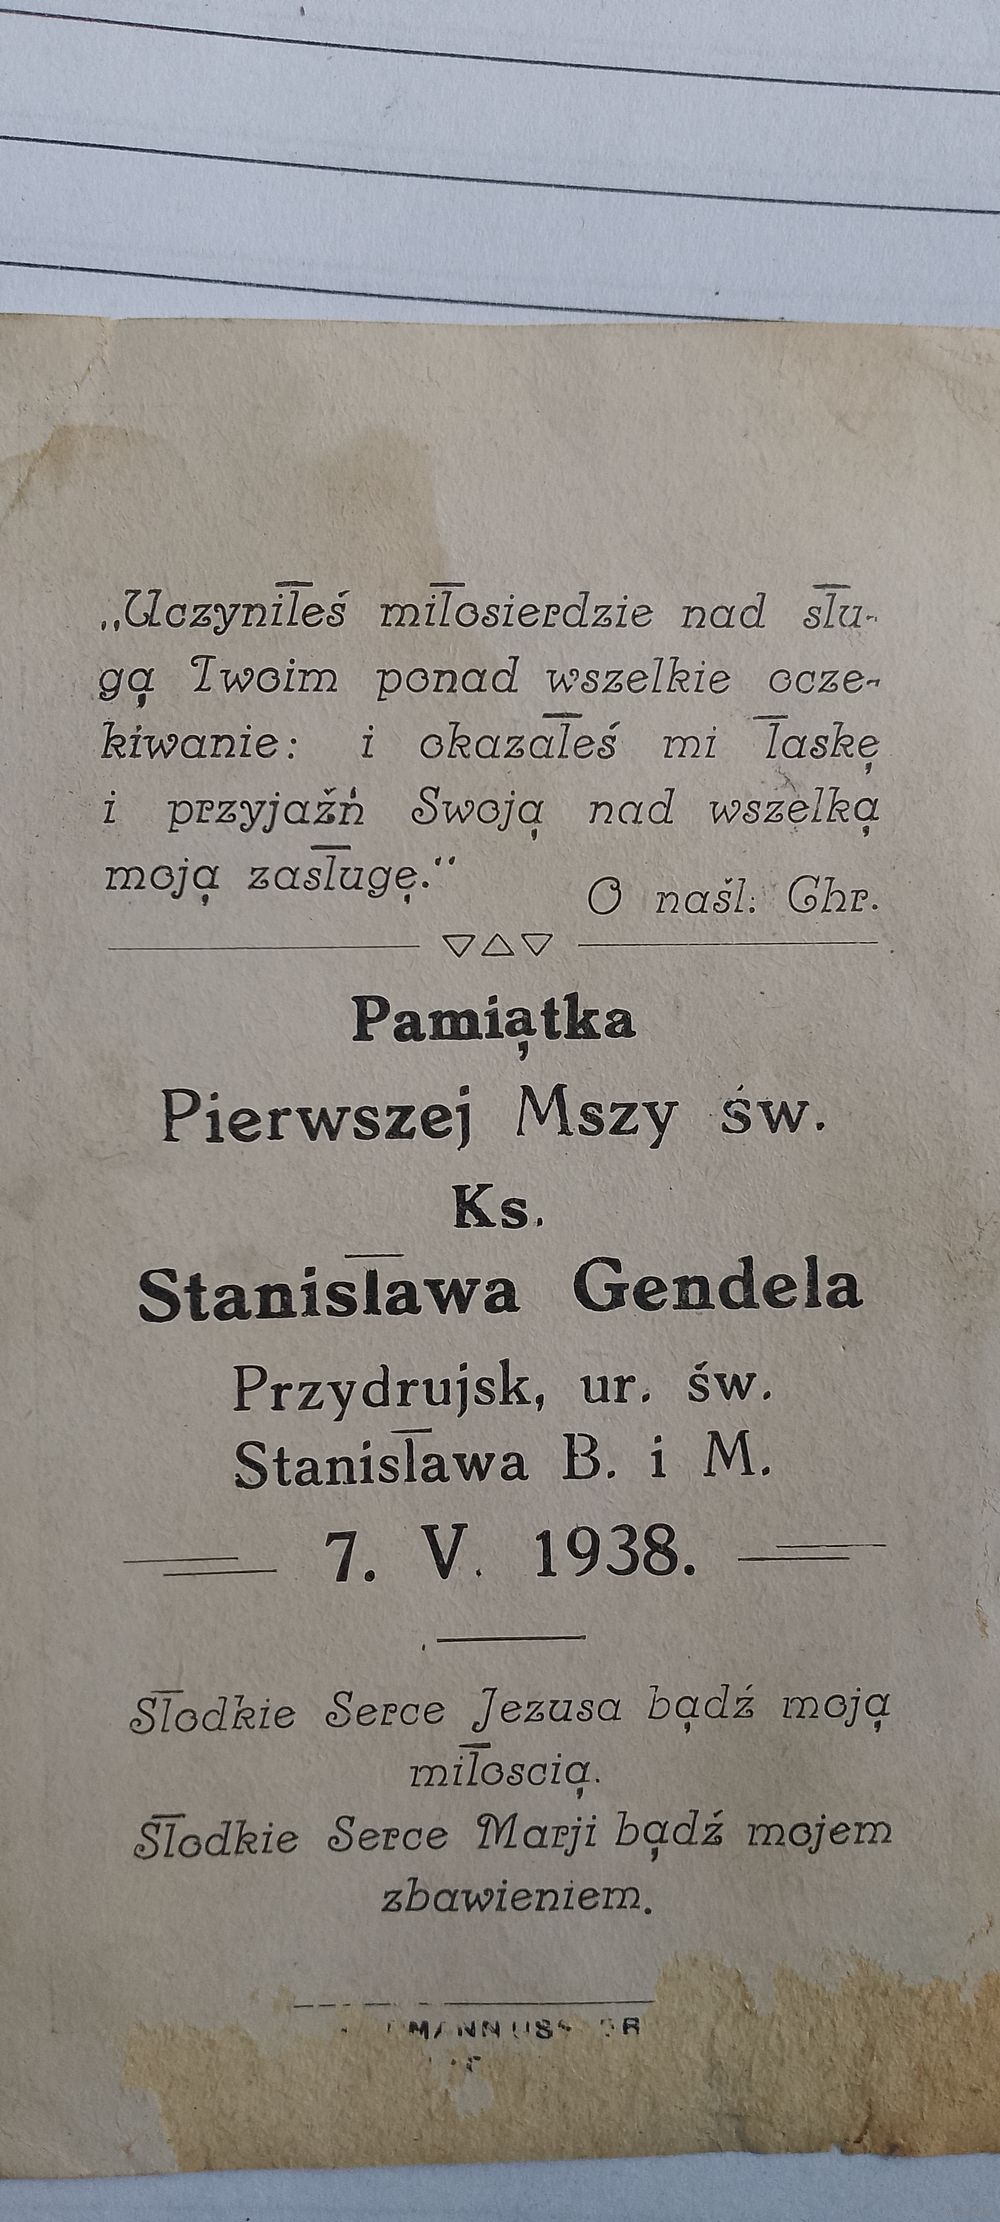 „Uczyniłeś miłosierdzie nad słu-
gą Twoim ponad wszelkie ocze-
kiwanie: i okazałeś mi łaskę
i przyjaźń Swoją nad wszelką
moją zasługę.“
O našl. Chr.
Pamiątka
Pierwszej Mszy św.
Ks.
Stanisława Gendela
Przydrujsk, ur. św.
Stanisława B. i M.
7. V. 1938.
Słodkie Serce Jezusa bądź moją
miłoscią.
Słodkie Serce Marji bądź mojem
zbawieniem.